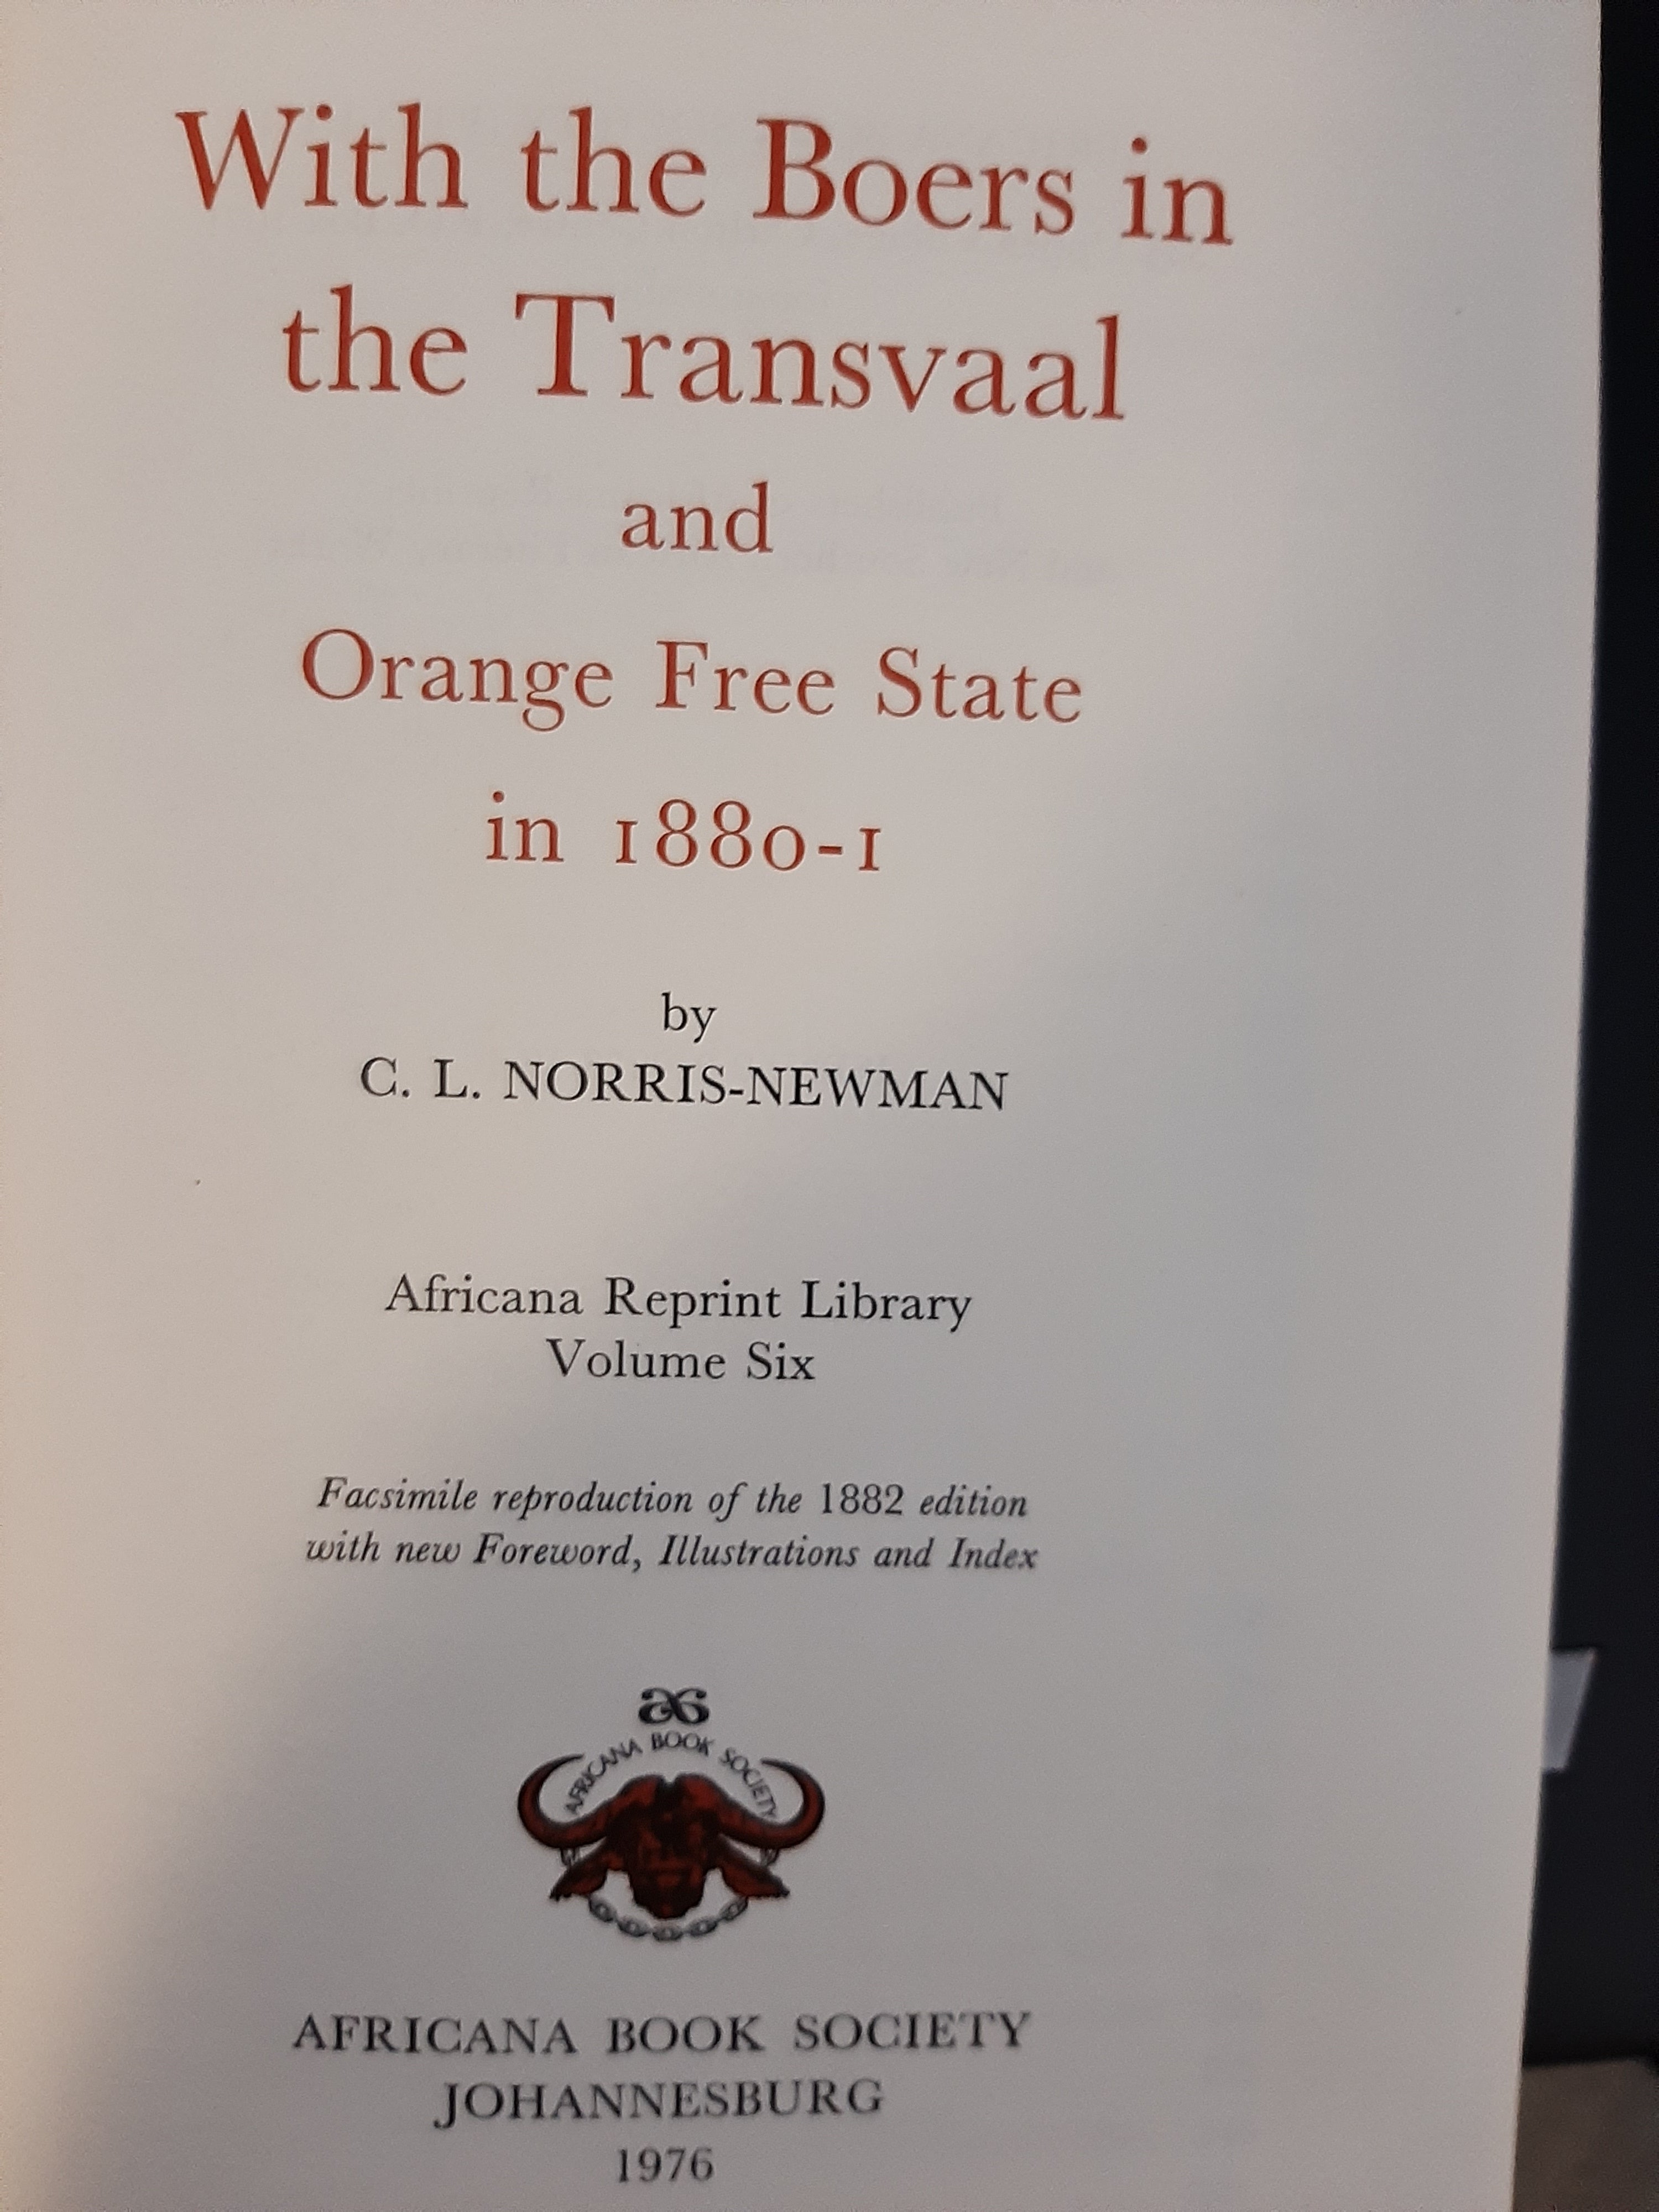 With the Boers in
the Transvaal
and
Orange Free State
in 1880-1
by
C. L. NORRIS-NEWMAN
Africana Reprint Library
Volume Six
Facsimile reproduction of the 1882 edition
with new Foreword, Illustrations and Index
AFRICANA BOOK SOCIETY
AFRICANA BOOK SOCIETY
JOHANNESBURG
1976